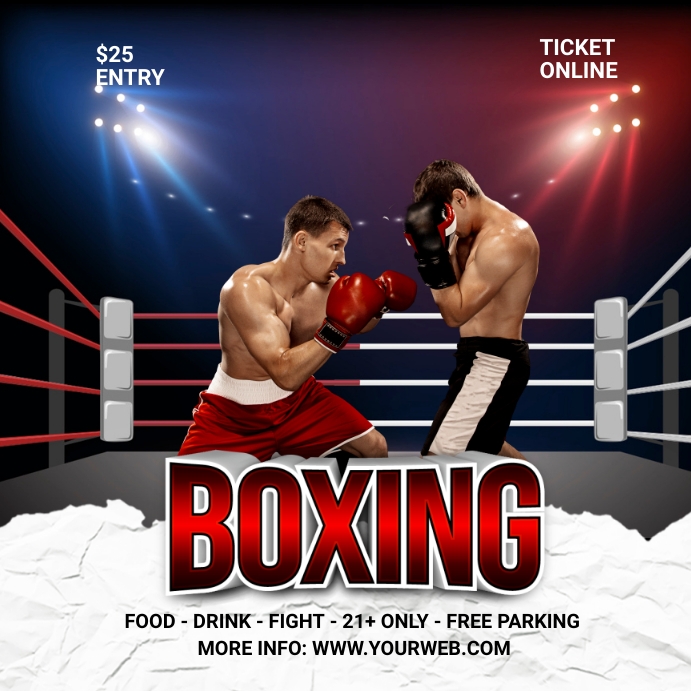 $25
ENTRY
TICKET
ONLINE
BOXING
FOOD - DRINK - FIGHT - 21+ ONLY - FREE PARKING
MORE INFO: WWW.YOURWEB.COM